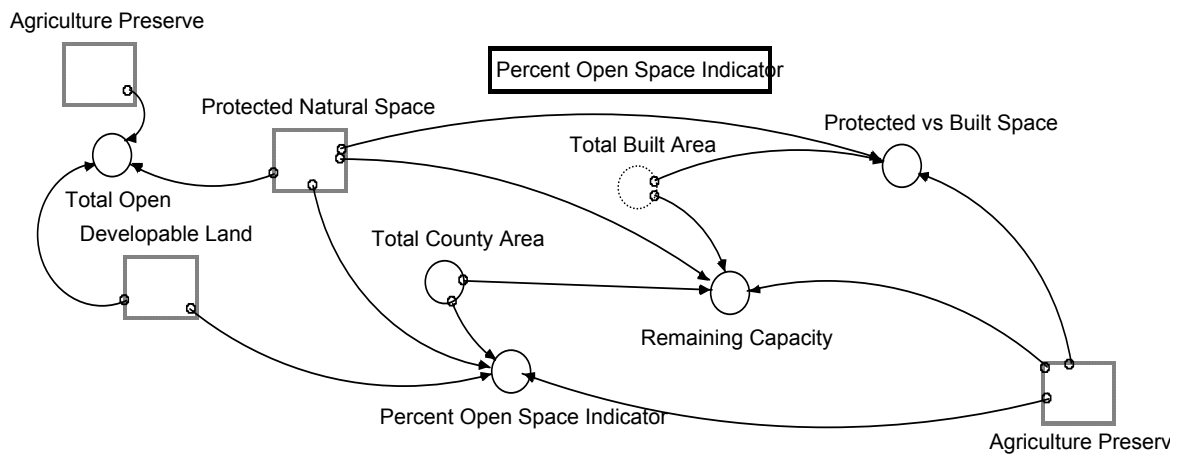 Agriculture Preserve
Percent Open Space Indicator
Protected Natural Space
Protected vs Built Space
Total Built Area
Total Open
Developable Land
Total County Area
Remaining Capacity
Percent Open Space Indicator
Agriculture Preserv